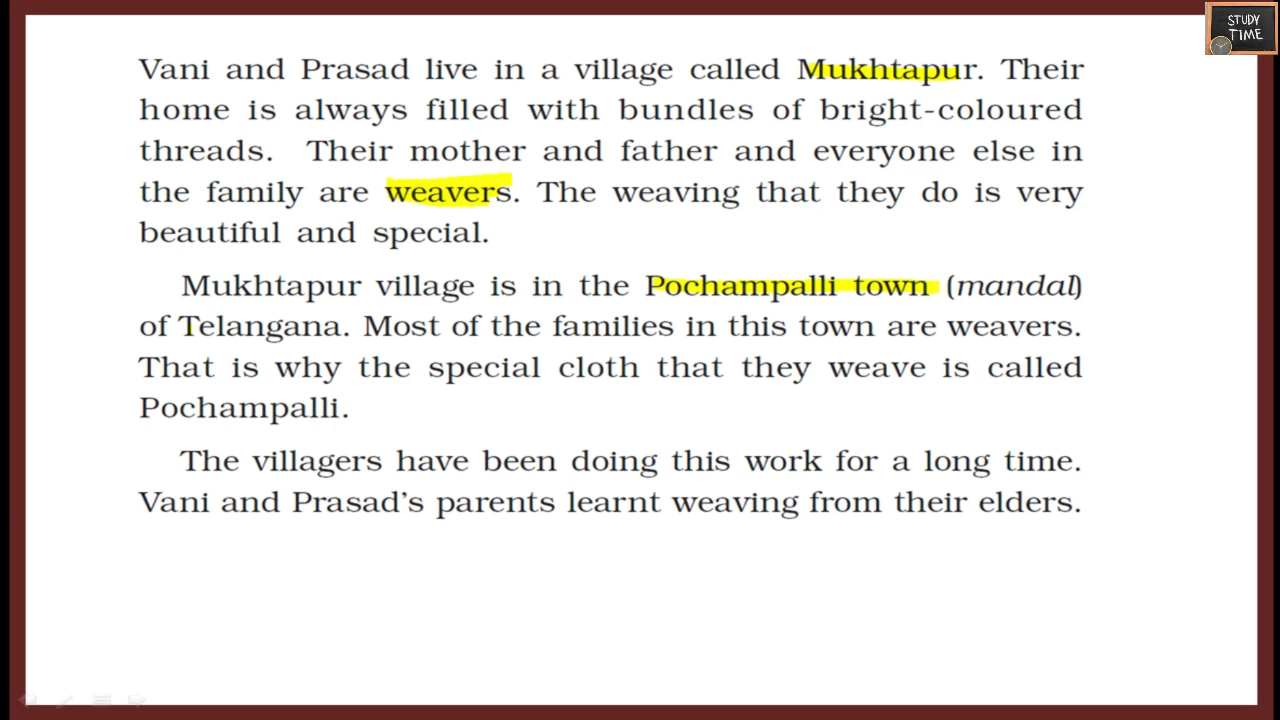 STUDY
TIME
Vani and Prasad live in a village called Mukhtapur. Their
home is always filled with bundles of bright-coloured
threads. Their mother and father and everyone else in
the family are weavers. The weaving that they do is very
beautiful and special.
Mukhtapur village is in the Pochampalli town (mandal)
of Telangana. Most of the families in this town are weavers.
That is why the special cloth that they weave is called
Pochampalli.
The villagers have been doing this work for a long time.
Vani and Prasad's parents learnt weaving from their elders.